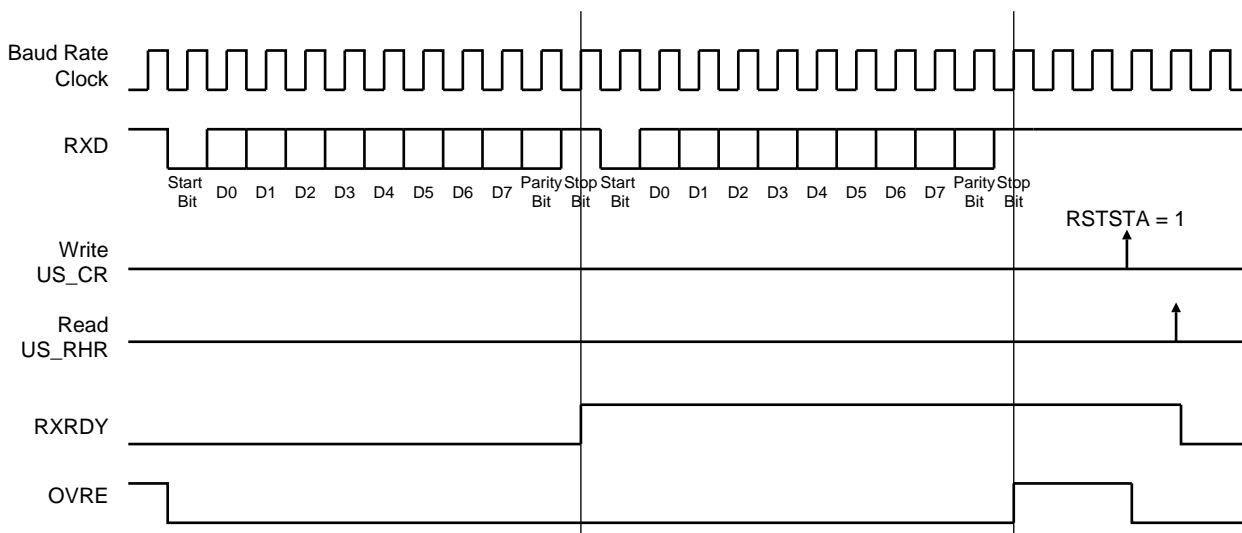 Baud Rate
Clock
RXD
Start
Bit
D0
D1
D2
D3
D4
D5
D6
D7
Parity
Bit
Stop
Bit
Start
Bit
D0
D1
D2
D3
D4
D5
D6
D7
Parity
Bit
Stop
Bit
RSTSTA = 1
Write
US_CR
Read
US_RHR
RXRDY
OVRE